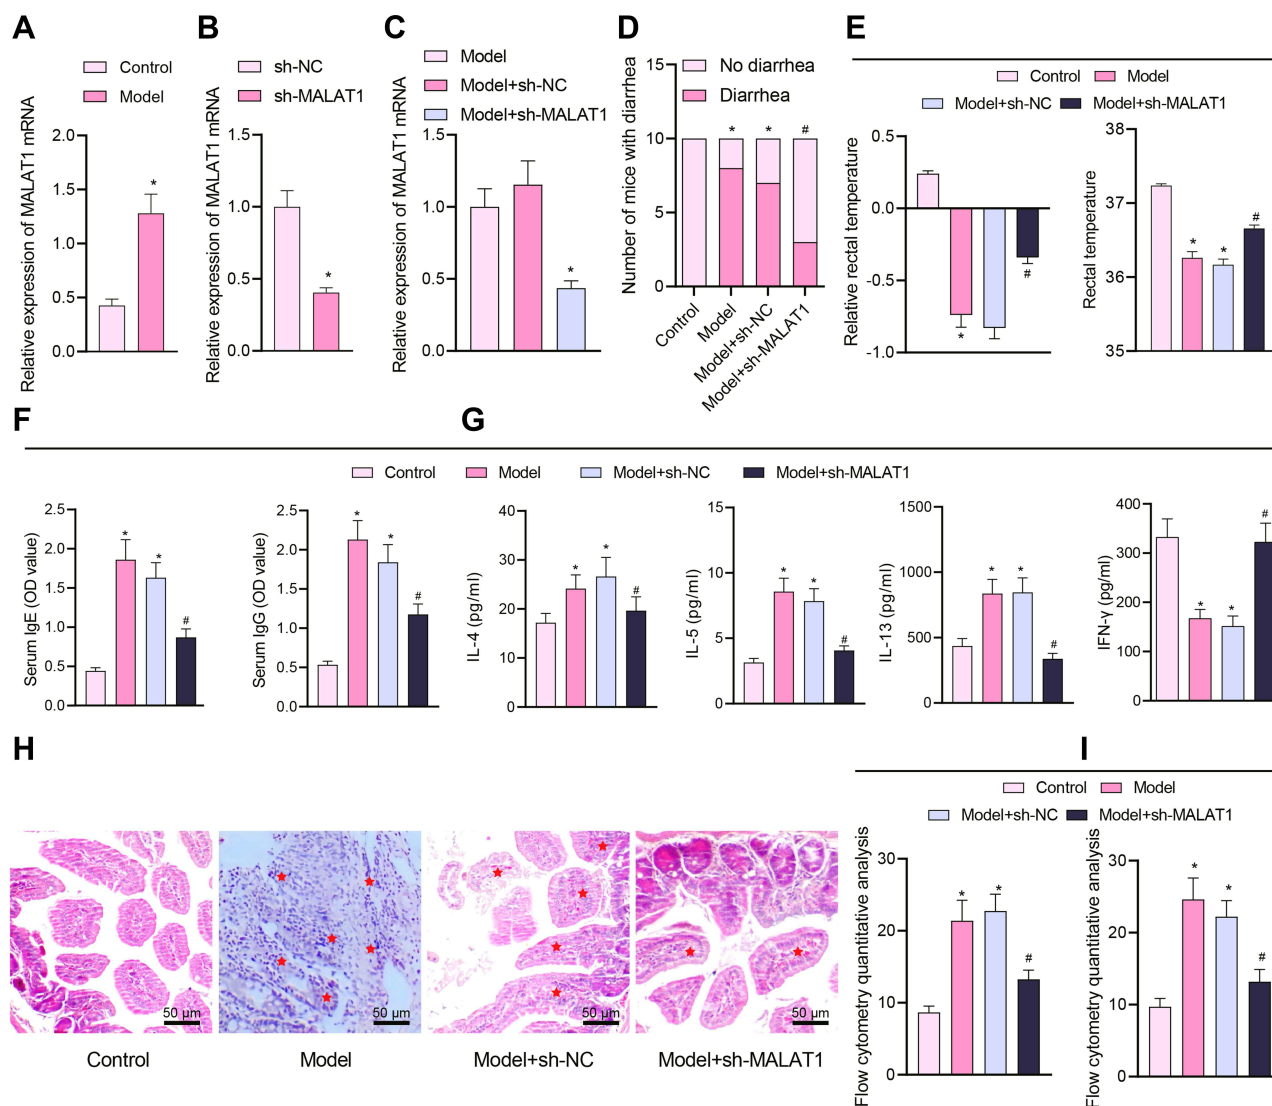 A
Control
Model
Relative expression of MALAT1 mRNA
2.0
1.5
1.0
0.5
0.0
*
B
sh-NC
sh-MALAT1
Relative expression of MALAT1 mRNA
1.5
1.0
0.5
0.0
*
C
Model
Model+sh-NC
Model+sh-MALAT1
Relative expression of MALAT1 mRNA
1.5
1.0
0.5
0.0
*
D
No diarrhea
Diarrhea
Number of mice with diarrhea
15
10
5
0
* * #
Control
Model
Model+sh-NC
Model+sh-MALAT1
E
Control
Model
Model+sh-NC
Model+sh-MALAT1
Relative rectal temperature
0.5
0.0
-0.5
-1.0
* #
Rectal temperature
38
37
36
35
* * #
F
G
Control
Model
Model+sh-NC
Model+sh-MALAT1
Serum IgE (OD value)
2.5
2.0
1.5
1.0
0.5
0.0
* * #
Serum IgG (OD value)
2.5
2.0
1.5
1.0
0.5
0.0
* * #
IL-4 (pg/ml)
40
30
20
10
0
* * #
IL-5 (pg/ml)
15
10
5
0
* * #
IL-13 (pg/ml)
1500
1000
500
0
* * #
IFN-γ (pg/ml)
400
300
200
100
0
* * #
H
50 μm
50 μm
50 μm
50 μm
Control
Model
Model+sh-NC
Model+sh-MALAT1
I
Control
Model
Model+sh-NC
Model+sh-MALAT1
Flow cytometry quantitative analysis
30
20
10
0
* * #
Flow cytometry quantitative analysis
30
20
10
0
* * #